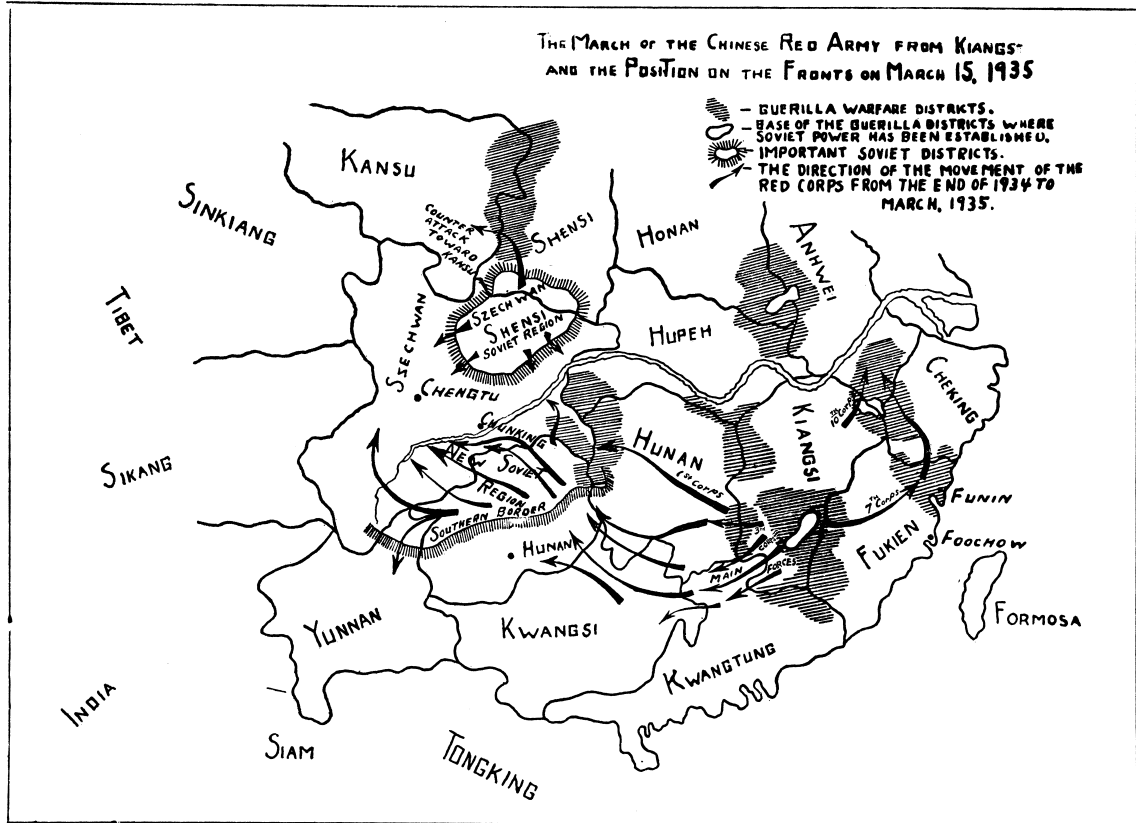 THE MARCH OF THE CHINESE RED ARMY FROM KIANGS
AND THE POSITION ON THE FRONTS ON MARCH 15, 1935
— GUERILLA WARFARE DISTRICTS.
— BASE OF THE GUERILLA DISTRICTS WHERE
SOVIET POWER HAS BEEN ESTABLISHED.
— IMPORTANT SOVIET DISTRICTS.
— THE DIRECTION OF THE MOVEMENT OF THE
RED CORPS FROM THE END OF 1934 TO
MARCH, 1935.
KANSU
SINKIANG
COUNTER
ATTACK
TOWARD
KANSU
SHENSI
HONAN
ANHWEI
TIBET
SZECHWAN
SZECHWAN
SHENSI
SOVIET REGION
HUPEH
CHENGTU
CHEKING
KIANGSI
10TH CORPS
CHUNKING
HUNAN
1ST CORPS
SIKANG
NEW
SOVIET
REGION
SOUTHERN BORDER
7TH CORPS
FUNIN
FUKIEN
FOOCHOW
HUNAN
CORPS
MAIN
FORCES
FORMOSA
YUNNAN
KWANGSI
KWANGTUNG
INDIA
SIAM
TONGKING